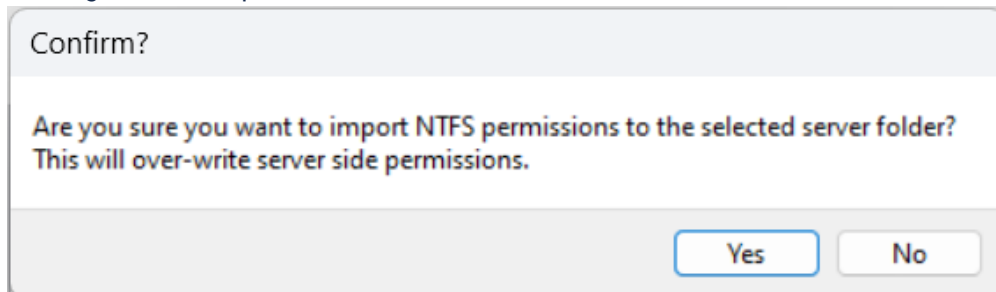 Confirm?
Are you sure you want to import NTFS permissions to the selected server folder?
This will over-write server side permissions.
Yes
No